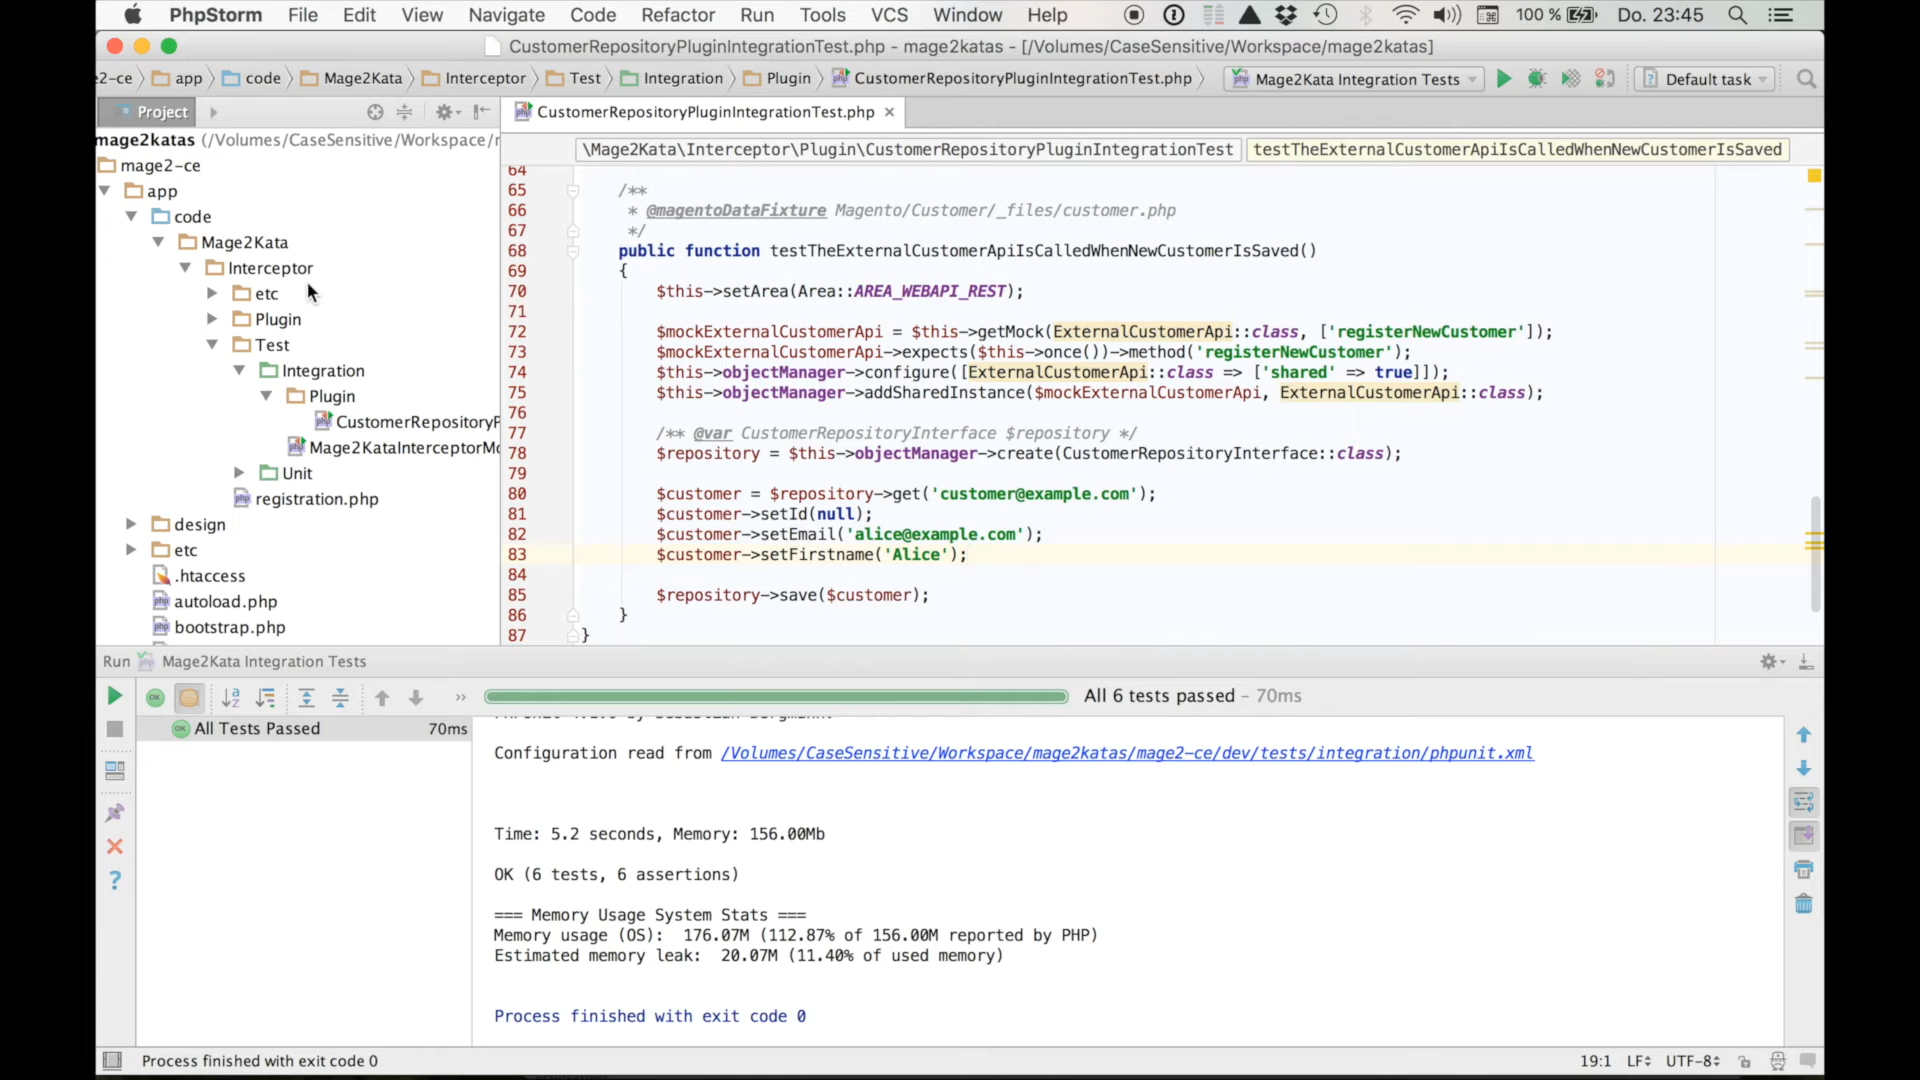 PhpStorm File Edit View Navigate Code Refactor Run Tools VCS Window Help 100 % Do. 23:45
CustomerRepositoryPluginIntegrationTest.php - mage2katas - [/Volumes/CaseSensitive/Workspace/mage2katas]
2-ce app code Mage2Kata Interceptor Test Integration Plugin CustomerRepositoryPluginIntegrationTest.php Mage2Kata Integration Tests Default task
Project
CustomerRepositoryPluginIntegrationTest.php
mage2katas (/Volumes/CaseSensitive/Workspace/
mage2-ce
app
code
Mage2Kata
Interceptor
etc
Plugin
Test
Integration
Plugin
CustomerRepositoryP
Mage2KataInterceptorMo
Unit
registration.php
design
etc
.htaccess
autoload.php
bootstrap.php
\Mage2Kata\Interceptor\Plugin\CustomerRepositoryPluginIntegrationTest testTheExternalCustomerApiIsCalledWhenNewCustomerIsSaved
64
65 /**
66 * @magentoDataFixture Magento/Customer/_files/customer.php
67 */
68 public function testTheExternalCustomerApiIsCalledWhenNewCustomerIsSaved()
69 {
70 $this->setArea(Area::AREA_WEBAPI_REST);
71
72 $mockExternalCustomerApi = $this->getMock(ExternalCustomerApi::class, ['registerNewCustomer']);
73 $mockExternalCustomerApi->expects($this->once())->method('registerNewCustomer');
74 $this->objectManager->configure([ExternalCustomerApi::class => ['shared' => true]]);
75 $this->objectManager->addSharedInstance($mockExternalCustomerApi, ExternalCustomerApi::class);
76
77 /** @var CustomerRepositoryInterface $repository */
78 $repository = $this->objectManager->create(CustomerRepositoryInterface::class);
79
80 $customer = $repository->get('customer@example.com');
81 $customer->setId(null);
82 $customer->setEmail('alice@example.com');
83 $customer->setFirstname('Alice');
84
85 $repository->save($customer);
86 }
87 }
Run Mage2Kata Integration Tests
All 6 tests passed – 70ms
All Tests Passed 70ms
Configuration read from /Volumes/CaseSensitive/Workspace/mage2katas/mage2-ce/dev/tests/integration/phpunit.xml
Time: 5.2 seconds, Memory: 156.00Mb
OK (6 tests, 6 assertions)
=== Memory Usage System Stats ===
Memory usage (OS): 176.07M (112.87% of 156.00M reported by PHP)
Estimated memory leak: 20.07M (11.40% of used memory)
Process finished with exit code 0
Process finished with exit code 0 19:1 LF UTF-8